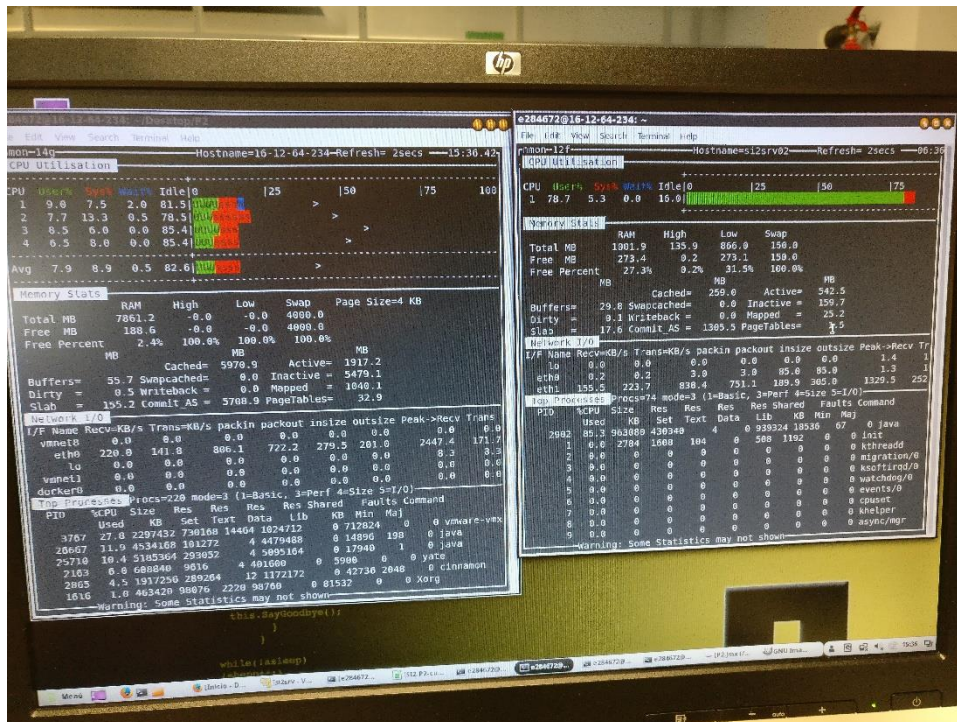 hp
e284672@16-12-64-234: ~/Desktop/P2
Edit View Search Terminal Help
nmon-14g Hostname=16-12-64-234 Refresh= 2secs 15:36.42
CPU Utilisation
CPU User% Sys% Wait% Idle|0 |25 |50 |75 100
1 9.0 7.5 2.0 81.5
2 7.7 13.3 0.5 78.5
3 6.5 6.0 0.0 85.4
4 6.5 8.0 0.0 85.4
Avg 7.9 8.9 0.5 82.6
Memory Stats
RAM High Low Swap Page Size=4 KB
Total MB 7861.2 -0.0 -0.0 4000.0
Free MB 188.6 -0.0 -0.0 4000.0
Free Percent 2.4% 100.0% 100.0% 100.0%
MB MB MB
Cached= 5970.9 Active= 1917.2
Buffers= 55.7 Swapcached= 0.0 Inactive = 5479.1
Dirty = 0.5 Writeback = 0.0 Mapped = 1040.1
Slab = 155.2 Commit_AS = 5708.9 PageTables= 32.9
Network I/O
I/F Name Recv=KB/s Trans=KB/s packin packout insize outsize Peak->Recv Trans
vmnet8 0.0 0.0 0.0 0.0 0.0 0.0 0.0 0.0
eth0 220.0 141.8 806.1 722.2 279.5 201.0 2447.4 171.7
lo 0.0 0.0 0.0 0.0 0.0 0.0 8.3 8.3
vmnet1 0.0 0.0 0.0 0.0 0.0 0.0 0.0 0.0
docker0 0.0 0.0 0.0 0.0 0.0 0.0 0.0 0.0
Top Processes Procs=220 mode=3 (1=Basic, 3=Perf 4=Size 5=I/O)
PID %CPU Size Res Res Res Res Shared Faults Command
Used KB Set Text Data Lib KB Min Maj
3767 27.8 2297432 730168 14464 1024712 0 712824 0 0 vmware-vmx
26667 11.9 4534168 101272 4 4479488 0 14896 198 0 java
25710 10.4 5185364 293052 4 5095164 0 17940 1 0 java
2163 6.0 608840 9616 4 401600 0 5900 0 0 yate
2865 4.5 1917256 289264 12 1172172 0 42736 2048 0 cinnamon
1616 1.0 463420 98076 2220 98760 0 81532 0 0 Xorg
Warning: Some Statistics may not shown
e284672@16-12-64-234: ~
File Edit View Search Terminal Help
nmon-12f Hostname=si2srv02 Refresh= 2secs 06:36
CPU Utilisation
CPU User% Sys% Wait% Idle|0 |25 |50 |75
1 78.7 5.3 0.0 16.0
Memory Stats
RAM High Low Swap
Total MB 1001.9 135.9 866.0 150.0
Free MB 273.4 0.2 273.1 150.0
Free Percent 27.3% 0.2% 31.5% 100.0%
MB MB MB
Cached= 259.0 Active= 542.5
Buffers= 29.8 Swapcached= 0.0 Inactive = 159.7
Dirty = 0.1 Writeback = 0.0 Mapped = 25.2
Slab = 17.6 Commit_AS = 1305.5 PageTables= .5
Network I/O
I/F Name Recv=KB/s Trans=KB/s packin packout insize outsize Peak->Recv Tr
lo 0.0 0.0 0.0 0.0 0.0 0.0 1.4 1
eth0 0.2 0.2 3.0 3.0 85.0 85.0 1.3 1
eth1 155.5 223.7 838.4 751.1 189.9 305.0 1329.5 252
Top Processes Procs=74 mode=3 (1=Basic, 3=Perf 4=Size 5=I/O)
PID %CPU Size Res Res Res Res Shared Faults Command
Used KB Set Text Data Lib KB Min Maj
2902 85.3 963080 430340 4 0 939324 18536 67 0 java
1 0.0 2784 1608 104 0 508 1192 0 0 init
2 0.0 0 0 0 0 0 0 0 0 kthreadd
3 0.0 0 0 0 0 0 0 0 0 migration/0
4 0.0 0 0 0 0 0 0 0 0 ksoftirqd/0
5 0.0 0 0 0 0 0 0 0 0 watchdog/0
6 0.0 0 0 0 0 0 0 0 0 events/0
7 0.0 0 0 0 0 0 0 0 0 cpuset
8 0.0 0 0 0 0 0 0 0 0 khelper
9 0.0 0 0 0 0 0 0 0 0 async/mgr
Warning: Some Statistics may not shown
this.SayGoodbye();
}
}
while(!asleep)
Menú
[Inicio - D...
[e284672...
e284672@...
e284672@...
e284672@...
15:36
auto